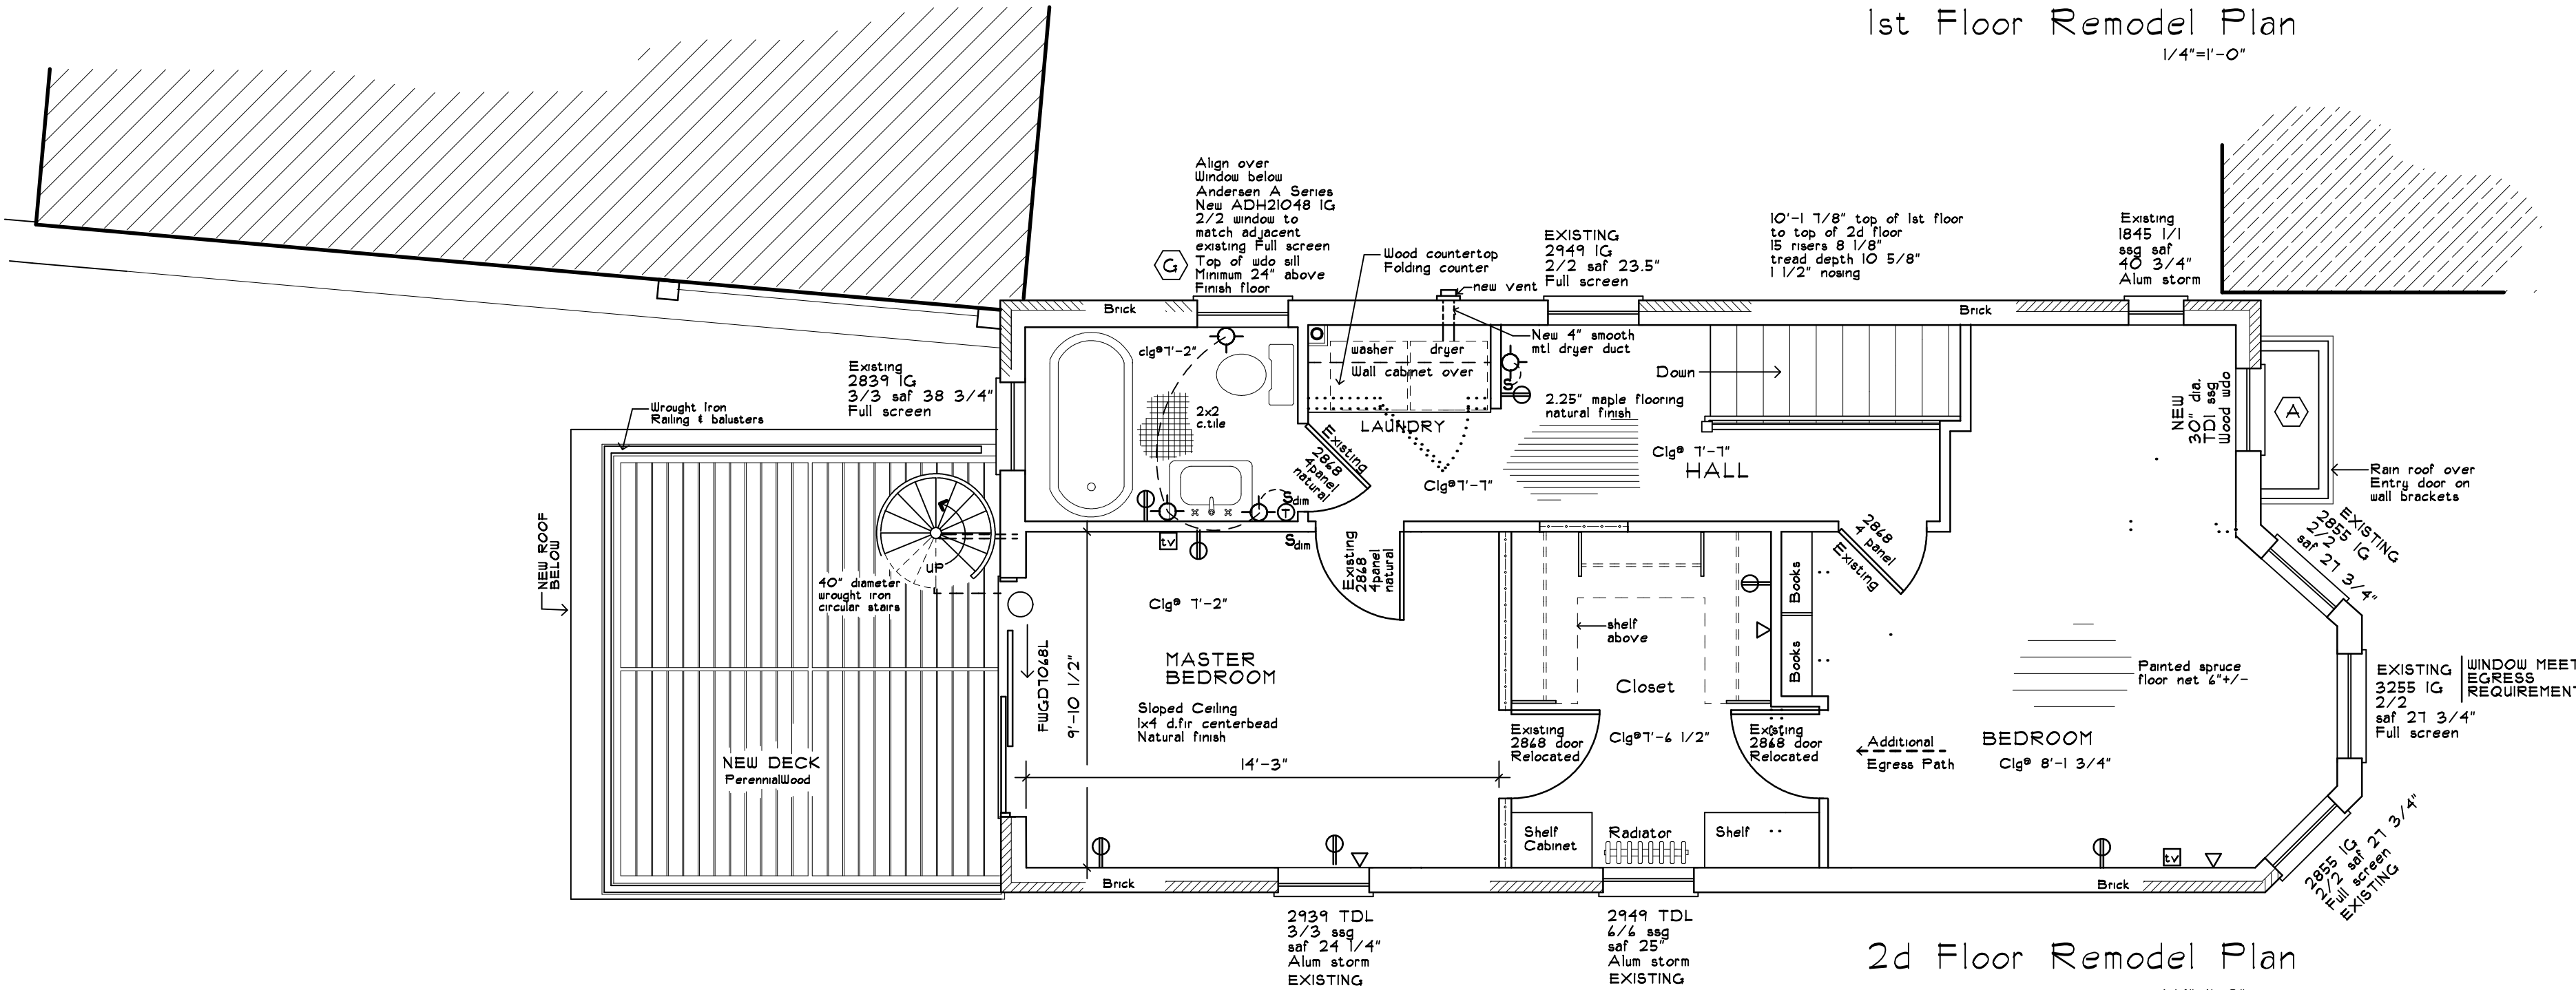 1st Floor Remodel Plan
1/4"=1'-0"
Align over
Window below
Andersen A Series
New ADH21048 IG
2/2 window to
match adjacent
existing Full screen
Top of wdo sill
Minimum 24" above
Finish floor
G
Wood countertop
Folding counter
new vent
EXISTING
2949 IG
2/2 saf 23.5"
Full screen
10'-1 7/8" top of 1st floor
to top of 2d floor
15 risers 8 1/8"
tread depth 10 5/8"
1 1/2" nosing
Existing
1845 1/1
ssg saf
40 3/4"
Alum storm
Brick
Brick
clg@7'-2"
washer
dryer
Wall cabinet over
New 4" smooth
mtl dryer duct
S
Down
Existing
2839 IG
3/3 saf 38 3/4"
Full screen
Wrought Iron
Railing & balusters
2x2
c.tile
2.25" maple flooring
natural finish
LAUNDRY
Existing
2868
4panel
natural
Clg@7'-7"
Clg@ 7'-7"
HALL
NEW
30" dia.
TDl ssg
Wood wdo
A
Rain roof over
Entry door on
wall brackets
Sdim
T
tv
Sdim
Existing
2868
4panel
natural
2868
4 panel
Existing
EXISTING
2855 IG
2/2
saf 27 3/4"
NEW ROOF
BELOW
UP
40" diameter
wrought iron
circular stairs
Clg@ 7'-2"
FWGD7068L
9'-10 1/2"
MASTER
BEDROOM
Sloped Ceiling
1x4 d.fir centerbead
Natural finish
shelf
above
Closet
Books
Books
Painted spruce
floor net 6"+/-
EXISTING
3255 IG
2/2
saf 27 3/4"
Full screen
WINDOW MEET
EGRESS
REQUIREMENT
Existing
2868 door
Relocated
Clg@7'-6 1/2"
Existing
2868 door
Relocated
Additional
Egress Path
BEDROOM
Clg@ 8'-1 3/4"
NEW DECK
PerennialWood
14'-3"
Shelf
Cabinet
Radiator
Shelf
tv
Brick
Brick
2855 IG
2/2 saf 27 3/4"
Full screen
EXISTING
2939 TDL
3/3 ssg
saf 24 1/4"
Alum storm
EXISTING
2949 TDL
6/6 ssg
saf 25"
Alum storm
EXISTING
2d Floor Remodel Plan